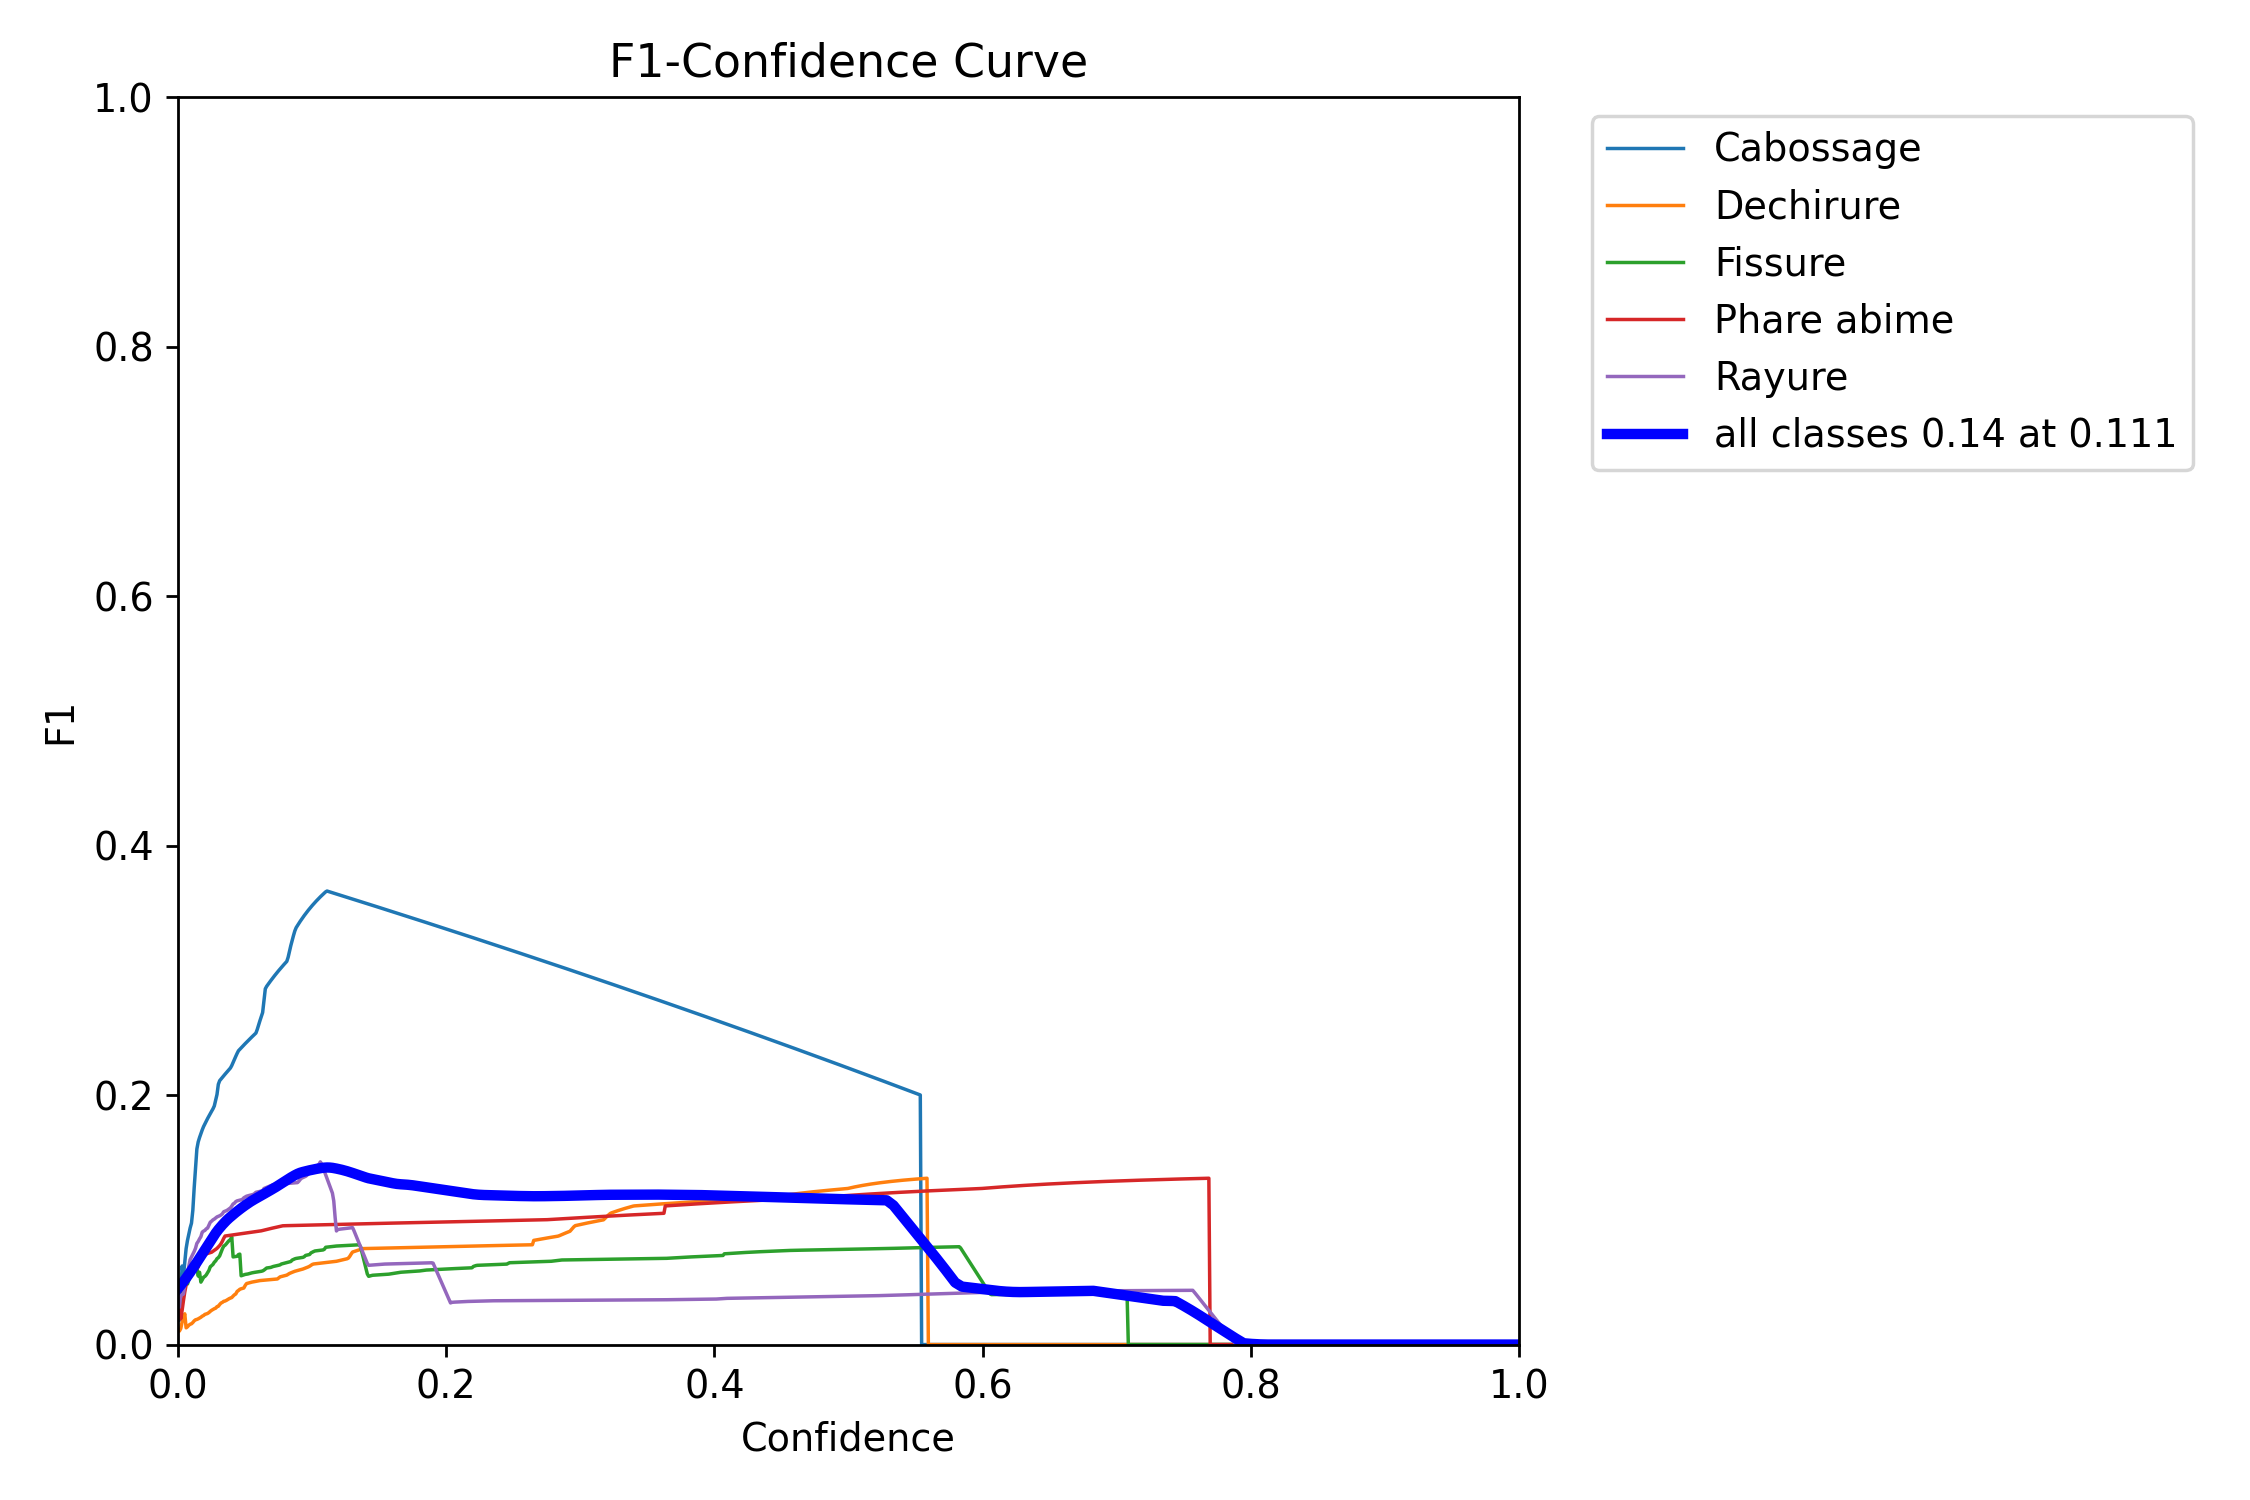 F1-Confidence Curve
1.0
0.8
0.6
0.4
0.2
0.0
F1
0.0 0.2 0.4 0.6 0.8 1.0
Confidence
Cabossage
Dechirure
Fissure
Phare abime
Rayure
all classes 0.14 at 0.111